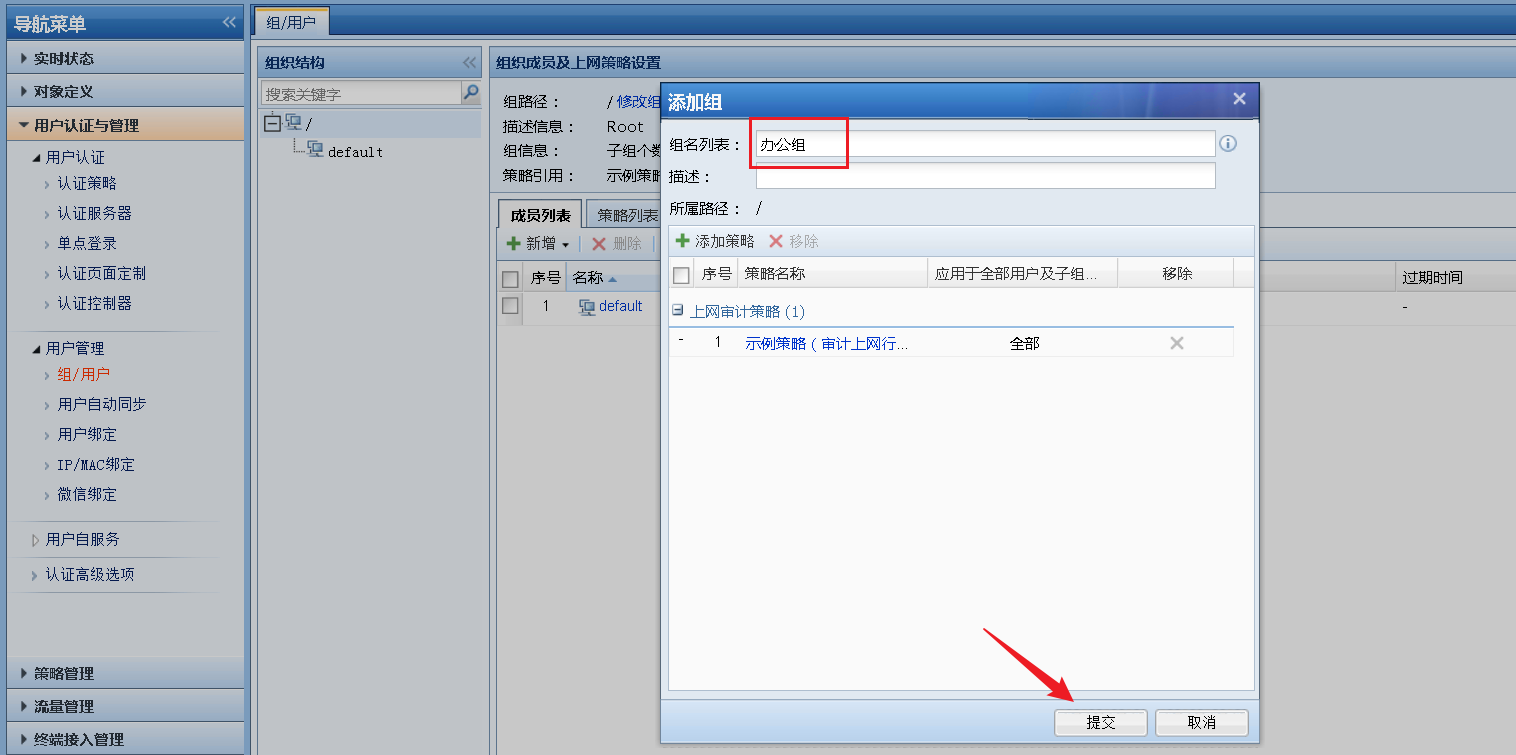 导航菜单
实时状态
对象定义
用户认证与管理
用户认证
认证策略
认证服务器
单点登录
认证页面定制
认证控制器
用户管理
组/用户
用户自动同步
用户绑定
IP/MAC绑定
微信绑定
用户自服务
认证高级选项
策略管理
流量管理
终端接入管理
组/用户
组织结构
搜索关键字
/
default
组织成员及上网策略设置
组路径： / 修改组
描述信息： Root
组信息： 子组个数
策略引用： 示例策略
成员列表 策略列表
新增 删除
序号 名称 过期时间
1 default -
添加组
组名列表： 办公组
描述：
所属路径： /
添加策略 移除
序号 策略名称 应用于全部用户及子组... 移除
上网审计策略 (1)
- 1 示例策略（审计上网行... 全部
提交 取消